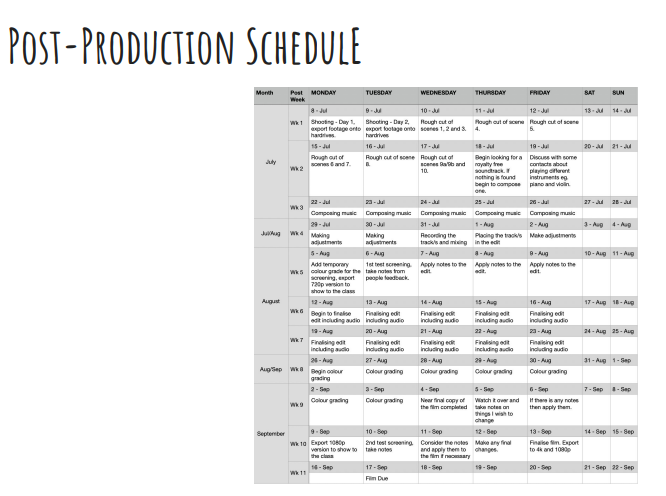 Post-Production Schedule
Month Post Week MONDAY TUESDAY WEDNESDAY THURSDAY FRIDAY SAT SUN
8 - Jul 9 - Jul 10 - Jul 11 - Jul 12 - Jul 13 - Jul 14 - Jul
July
Wk 1
Shooting - Day 1, export footage onto hardrives.
Shooting - Day 2, export footage onto hardrives.
Rough cut of scenes 1, 2 and 3.
Rough cut of scene 4.
Rough cut of scene 5.
15 - Jul 16 - Jul 17 - Jul 18 - Jul 19 - Jul 20 - Jul 21 - Jul
Wk 2
Rough cut of scenes 6 and 7.
Rough cut of scene 8.
Rough cut of scenes 9a/9b and 10.
Begin looking for a royalty free soundtrack. If nothing is found begin to compose one.
Discuss with some contacts about playing different instruments eg. piano and violin.
22 - Jul 23 - Jul 24 - Jul 25 - Jul 26 - Jul 27 - Jul 28 - Jul
Wk 3
Composing music Composing music Composing music Composing music Composing music
29 - Jul 30 - Jul 31 - Jul 1 - Aug 2 - Aug 3 - Aug 4 - Aug
Jul/Aug
Wk 4
Making adjustments
Making adjustments
Recording the track/s and mixing
Placing the track/s in the edit
Make adjustments
5 - Aug 6 - Aug 7 - Aug 8 - Aug 9 - Aug 10 - Aug 11 - Aug
August
Wk 5
Add temporary colour grade for the screening, export 720p version to show to the class
1st test screening, take notes from people feedback.
Apply notes to the edit.
Apply notes to the edit.
Apply notes to the edit.
12 - Aug 13 - Aug 14 - Aug 15 - Aug 16 - Aug 17 - Aug 18 - Aug
Wk 6
Begin to finalise edit including audio
Finalising edit including audio
Finalising edit including audio
Finalising edit including audio
Finalising edit including audio
19 - Aug 20 - Aug 21 - Aug 22 - Aug 23 - Aug 24 - Aug 25 - Aug
Wk 7
Finalising edit including audio
Finalising edit including audio
Finalising edit including audio
Finalising edit including audio
Finalising edit including audio
26 - Aug 27 - Aug 28 - Aug 29 - Aug 30 - Aug 31 - Aug 1 - Sep
Aug/Sep
Wk 8
Begin colour grading
Colour grading
Colour grading
Colour grading
Colour grading
2 - Sep 3 - Sep 4 - Sep 5 - Sep 6 - Sep 7 - Sep 8 - Sep
September
Wk 9
Colour grading
Colour grading
Near final copy of the film completed
Watch it over and take notes on things I wish to change
If there is any notes then apply them.
9 - Sep 10 - Sep 11 - Sep 12 - Sep 13 - Sep 14 - Sep 15 - Sep
Wk 10
Export 1080p version to show to the class
2nd test screening, take notes
Consider the notes and apply them to the film if necessary
Make any final changes.
Finalise film. Export to 4k and 1080p
16 - Sep 17 - Sep 18 - Sep 19 - Sep 20 - Sep 21 - Sep 22 - Sep
Wk 11
Film Due